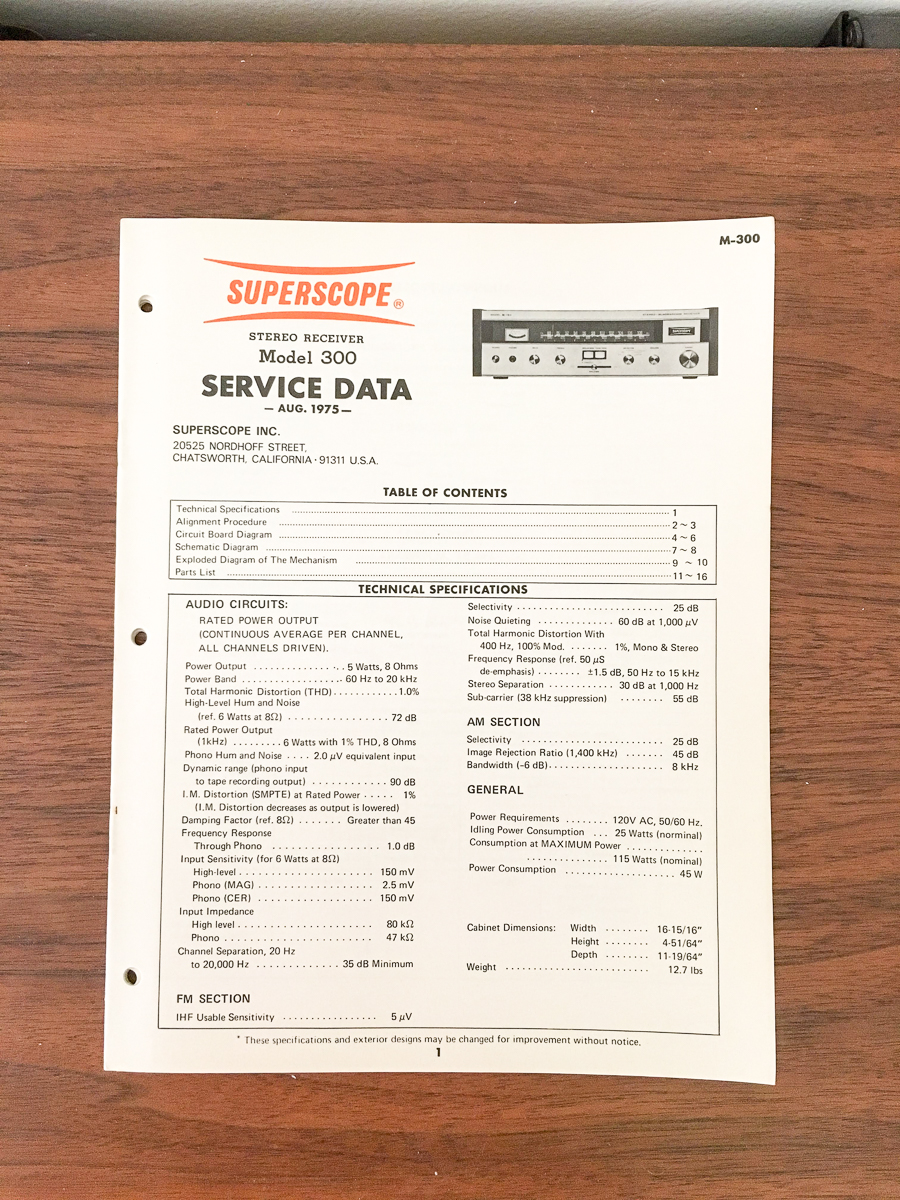 M-300
SUPERSCOPE®
STEREO RECEIVER
Model 300
SERVICE DATA
— AUG. 1975 —
SUPERSCOPE INC.
20525 NORDHOFF STREET,
CHATSWORTH, CALIFORNIA · 91311 U.S.A.
TABLE OF CONTENTS
Technical Specifications 1
Alignment Procedure 2 ~ 3
Circuit Board Diagram 4 ~ 6
Schematic Diagram 7 ~ 8
Exploded Diagram of The Mechanism 9 ~ 10
Parts List 11 ~ 16
TECHNICAL SPECIFICATIONS
AUDIO CIRCUITS:
RATED POWER OUTPUT
(CONTINUOUS AVERAGE PER CHANNEL,
ALL CHANNELS DRIVEN).
Power Output . . . . . . . . . . . . . . 5 Watts, 8 Ohms
Power Band . . . . . . . . . . . . . . . . . . 60 Hz to 20 kHz
Total Harmonic Distortion (THD) . . . . . . . . . . . . 1.0%
High-Level Hum and Noise
(ref. 6 Watts at 8Ω) . . . . . . . . . . . . . . . . 72 dB
Rated Power Output
(1kHz) . . . . . . . . . 6 Watts with 1% THD, 8 Ohms
Phono Hum and Noise . . . . 2.0 μV equivalent input
Dynamic range (phono input
to tape recording output) . . . . . . . . . . . . 90 dB
I.M. Distortion (SMPTE) at Rated Power . . . . . 1%
(I.M. Distortion decreases as output is lowered)
Damping Factor (ref. 8Ω) . . . . . . . Greater than 45
Frequency Response
Through Phono . . . . . . . . . . . . . . . . . 1.0 dB
Input Sensitivity (for 6 Watts at 8Ω)
High-level . . . . . . . . . . . . . . . . . . . . . 150 mV
Phono (MAG) . . . . . . . . . . . . . . . . . . 2.5 mV
Phono (CER) . . . . . . . . . . . . . . . . . . 150 mV
Input Impedance
High level . . . . . . . . . . . . . . . . . . . . . 80 kΩ
Phono . . . . . . . . . . . . . . . . . . . . . . . 47 kΩ
Channel Separation, 20 Hz
to 20,000 Hz . . . . . . . . . . . . . 35 dB Minimum
FM SECTION
IHF Usable Sensitivity . . . . . . . . . . . . . . . . 5 μV
Selectivity . . . . . . . . . . . . . . . . . . . . . . . . 25 dB
Noise Quieting . . . . . . . . . . . . . 60 dB at 1,000 μV
Total Harmonic Distortion With
400 Hz, 100% Mod. . . . . . . . 1%, Mono & Stereo
Frequency Response (ref. 50 μS
de-emphasis) . . . . . . . ±1.5 dB, 50 Hz to 15 kHz
Stereo Separation . . . . . . . . . . . . 30 dB at 1,000 Hz
Sub-carrier (38 kHz suppression) . . . . . . . . 55 dB
AM SECTION
Selectivity . . . . . . . . . . . . . . . . . . . . . . 25 dB
Image Rejection Ratio (1,400 kHz) . . . . . . . 45 dB
Bandwidth (-6 dB) . . . . . . . . . . . . . . . . . . . 8 kHz
GENERAL
Power Requirements . . . . . . . . 120V AC, 50/60 Hz.
Idling Power Consumption . . . 25 Watts (norminal)
Consumption at MAXIMUM Power . . . . . . . . . . . . .
. . . . . . . . . . . . . . 115 Watts (nominal)
Power Consumption . . . . . . . . . . . . . . . . . . . 45 W
Cabinet Dimensions: Width . . . . . . . . 16-15/16"
Height . . . . . . . . 4-51/64"
Depth . . . . . . . . 11-19/64"
Weight . . . . . . . . . . . . . . . . . . . . . . . . 12.7 lbs
* These specifications and exterior designs may be changed for improvement without notice.
1